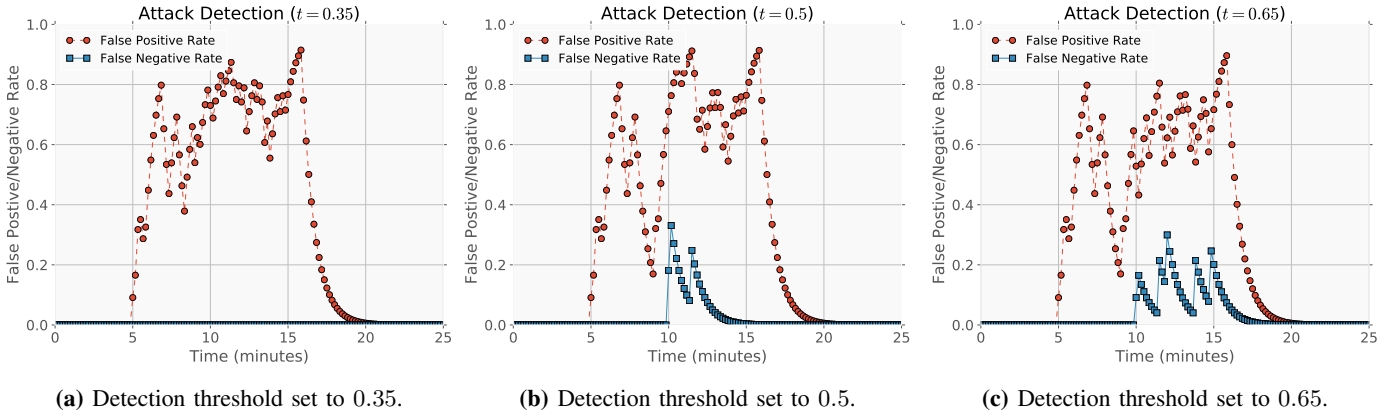 Attack Detection (t=0.35)
1.0
0.8
0.6
0.4
0.2
0.0
False Postive/Negative Rate
False Positive Rate
False Negative Rate
0 5 10 15 20 25
Time (minutes)
(a) Detection threshold set to 0.35.
Attack Detection (t=0.5)
1.0
0.8
0.6
0.4
0.2
0.0
False Postive/Negative Rate
False Positive Rate
False Negative Rate
0 5 10 15 20 25
Time (minutes)
(b) Detection threshold set to 0.5.
Attack Detection (t=0.65)
1.0
0.8
0.6
0.4
0.2
0.0
False Postive/Negative Rate
False Positive Rate
False Negative Rate
0 5 10 15 20 25
Time (minutes)
(c) Detection threshold set to 0.65.